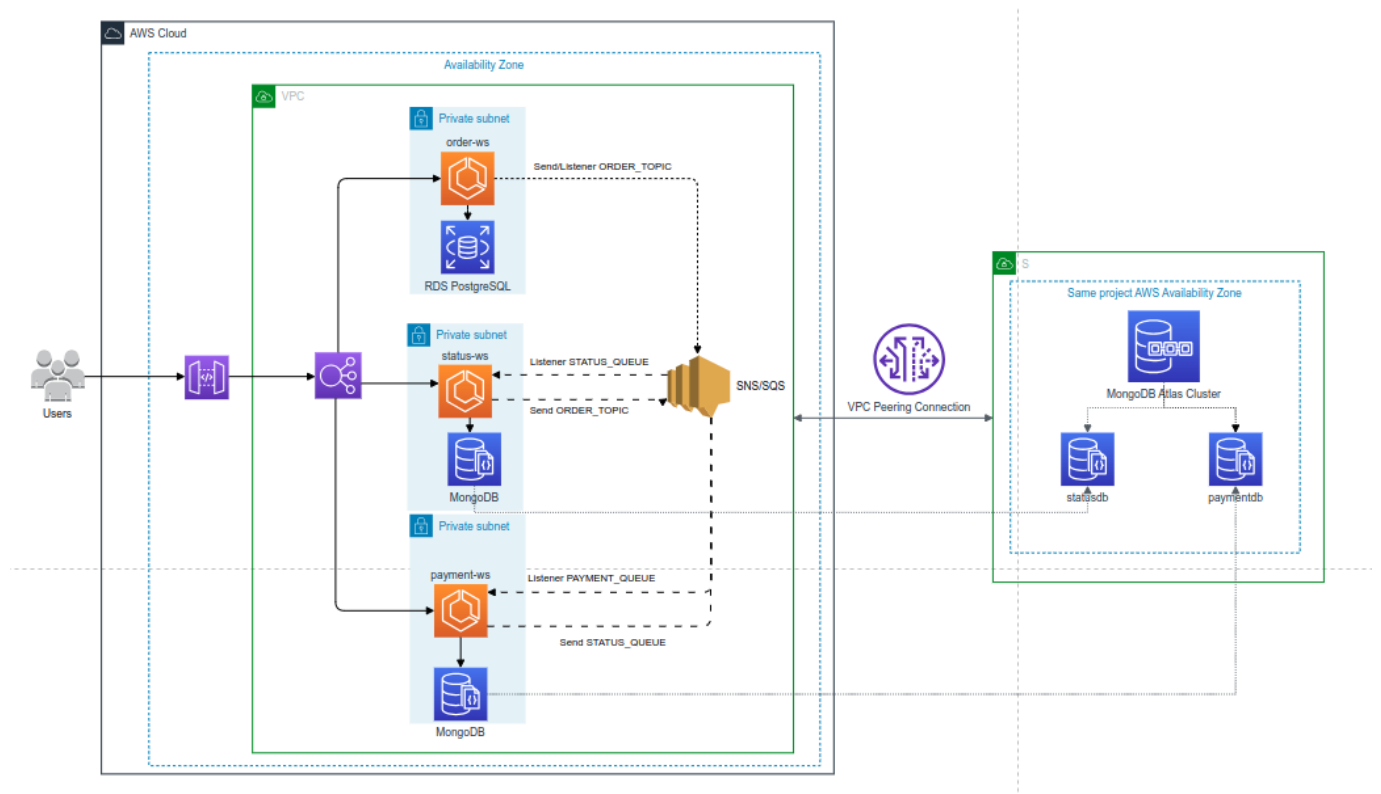 AWS Cloud
Availability Zone
VPC
Private subnet
order-ws
Send/Listener ORDER_TOPIC
RDS PostgreSQL
S
Same project AWS Availability Zone
Private subnet
status-ws
Listener STATUS_QUEUE
SNS/SQS
Send ORDER_TOPIC
Users
VPC Peering Connection
MongoDB Atlas Cluster
MongoDB
statusdb
paymentdb
Private subnet
payment-ws
Listener PAYMENT_QUEUE
Send STATUS_QUEUE
MongoDB